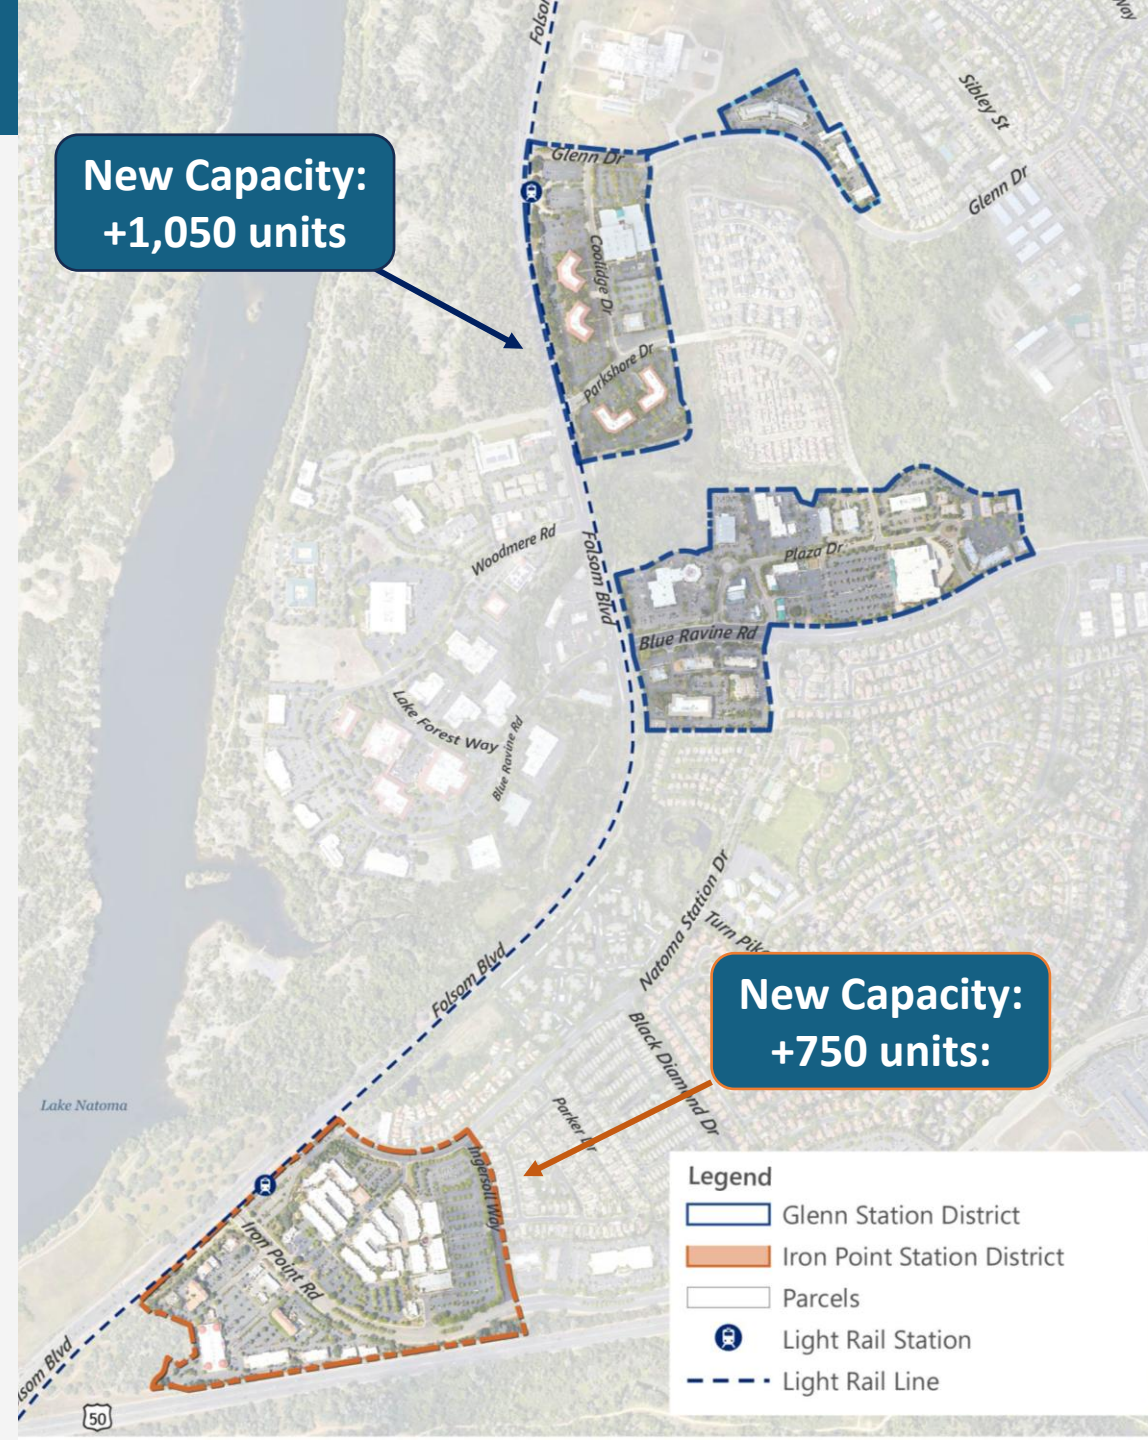 Folsom
Way
Sibley St
Glenn Dr
Glenn Dr
New Capacity:
+1,050 units
Coolidge Dr
Parkshore Dr
Woodmere Rd
Folsom Blvd
Plaza Dr
Blue Ravine Rd
Lake Forest Way
Blue Ravine Rd
Natoma Station Dr
Turn Pike
Folsom Blvd
New Capacity:
+750 units:
Black Diamond Dr
Lake Natoma
Parker Dr
Ingersoll Way
Iron Point Rd
Legend
Glenn Station District
Iron Point Station District
Parcels
Light Rail Station
Light Rail Line
lsom Blvd
50